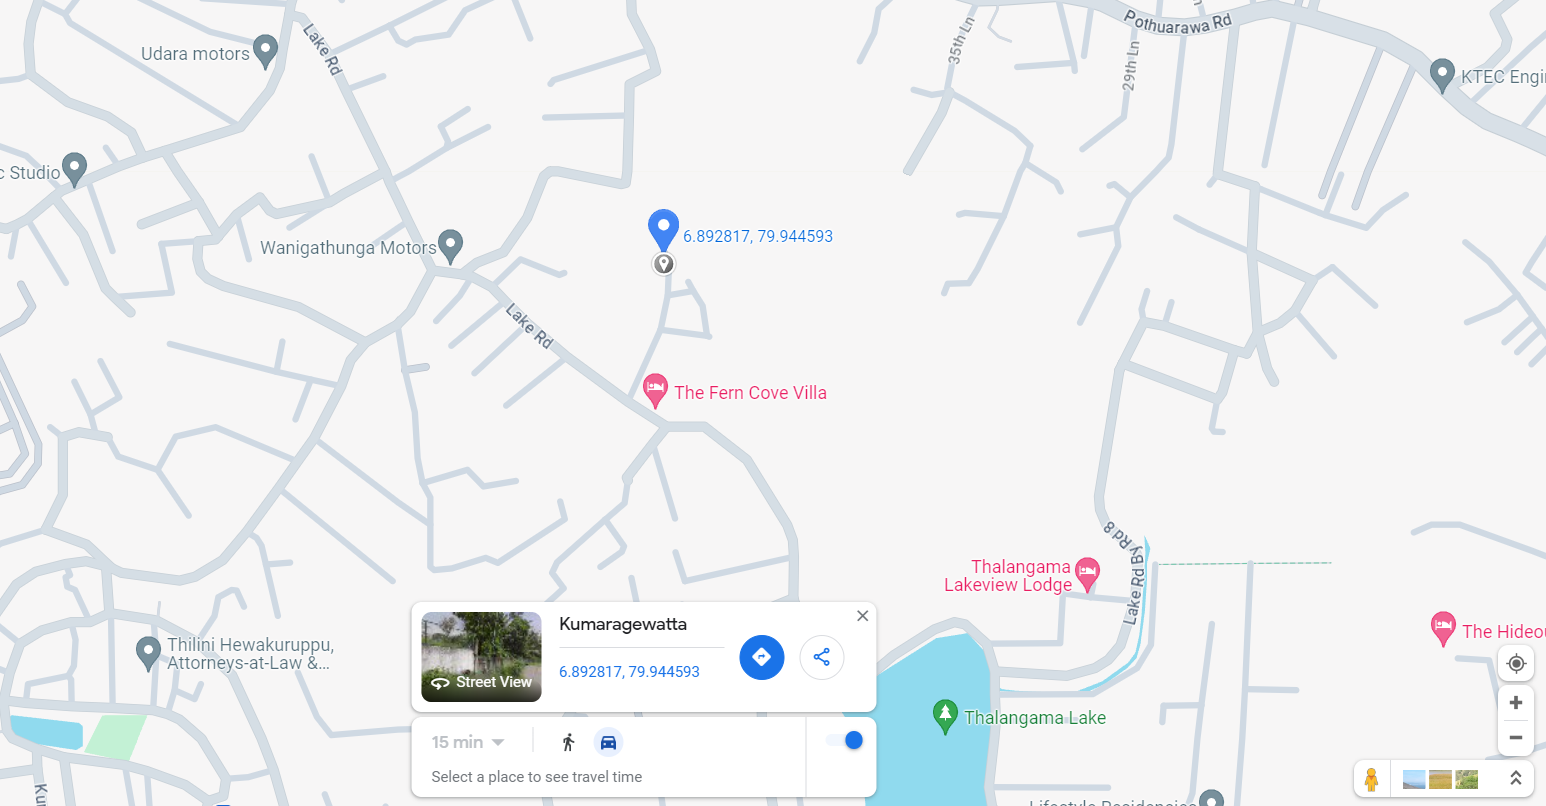 Pothuarawa Rd
35th Ln
29th Ln
Lake Rd
Udara motors
KTEC Engi
c Studio
Wanigathunga Motors
6.892817, 79.944593
Lake Rd
The Fern Cove Villa
Lake Rd By Rd 8
Thalangama
Lakeview Lodge
The Hideou
Thilini Hewakuruppu,
Attorneys-at-Law &...
Kumaragewatta
6.892817, 79.944593
Street View
Thalangama Lake
15 min
Select a place to see travel time
Lifestyle Residencies